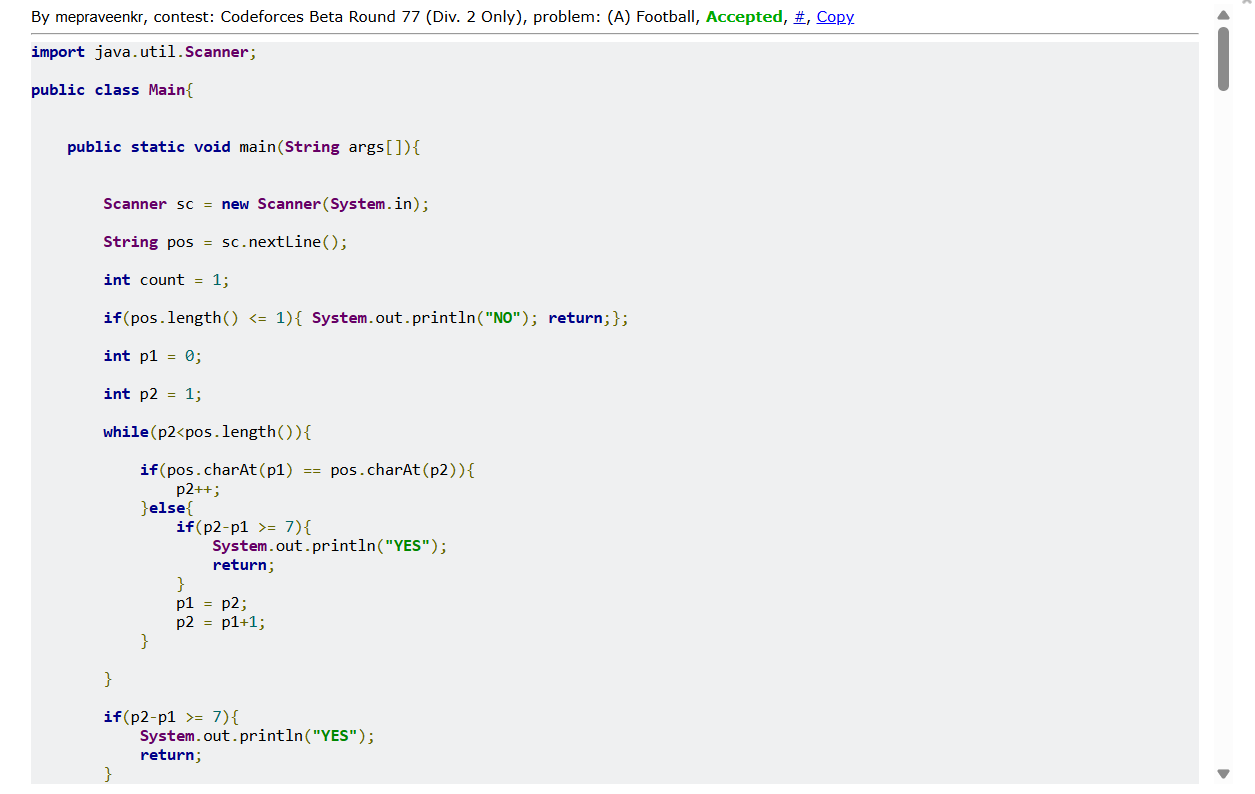 By mepraveenkr, contest: Codeforces Beta Round 77 (Div. 2 Only), problem: (A) Football, Accepted, #, Copy
import java.util.Scanner;
public class Main{
public static void main(String args[]){
Scanner sc = new Scanner(System.in);
String pos = sc.nextLine();
int count = 1;
if(pos.length() <= 1){ System.out.println("NO"); return;};
int p1 = 0;
int p2 = 1;
while(p2<pos.length()){
if(pos.charAt(p1) == pos.charAt(p2)){
p2++;
}else{
if(p2-p1 >= 7){
System.out.println("YES");
return;
}
p1 = p2;
p2 = p1+1;
}
}
if(p2-p1 >= 7){
System.out.println("YES");
return;
}